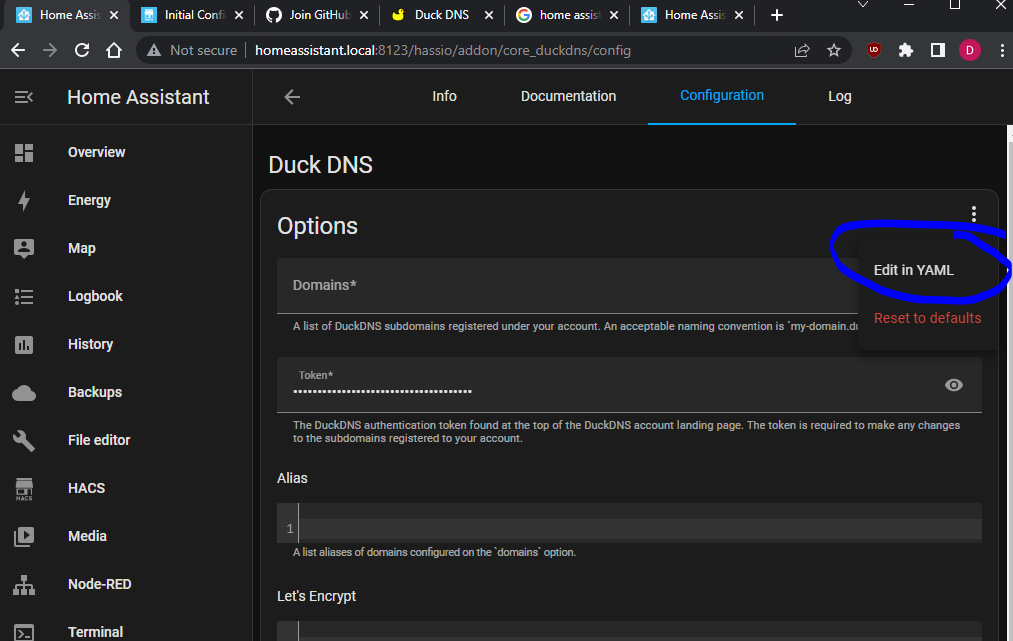 Home Assis
Initial Confi
Join GitHub
Duck DNS
home assist
Home Assis
Not secure
homeassistant.local:8123/hassio/addon/core_duckdns/config
UD
D
Home Assistant
Info
Documentation
Configuration
Log
Overview
Energy
Map
Logbook
History
Backups
File editor
HACS
HACS
Media
Node-RED
Terminal
Duck DNS
Options
Edit in YAML
Reset to defaults
Domains*
A list of DuckDNS subdomains registered under your account. An acceptable naming convention is `my-domain.du
Token*
••••••••••••••••••••••••••••••••••••
The DuckDNS authentication token found at the top of the DuckDNS account landing page. The token is required to make any changes
to the subdomains registered to your account.
Alias
1
A list aliases of domains configured on the `domains` option.
Let's Encrypt